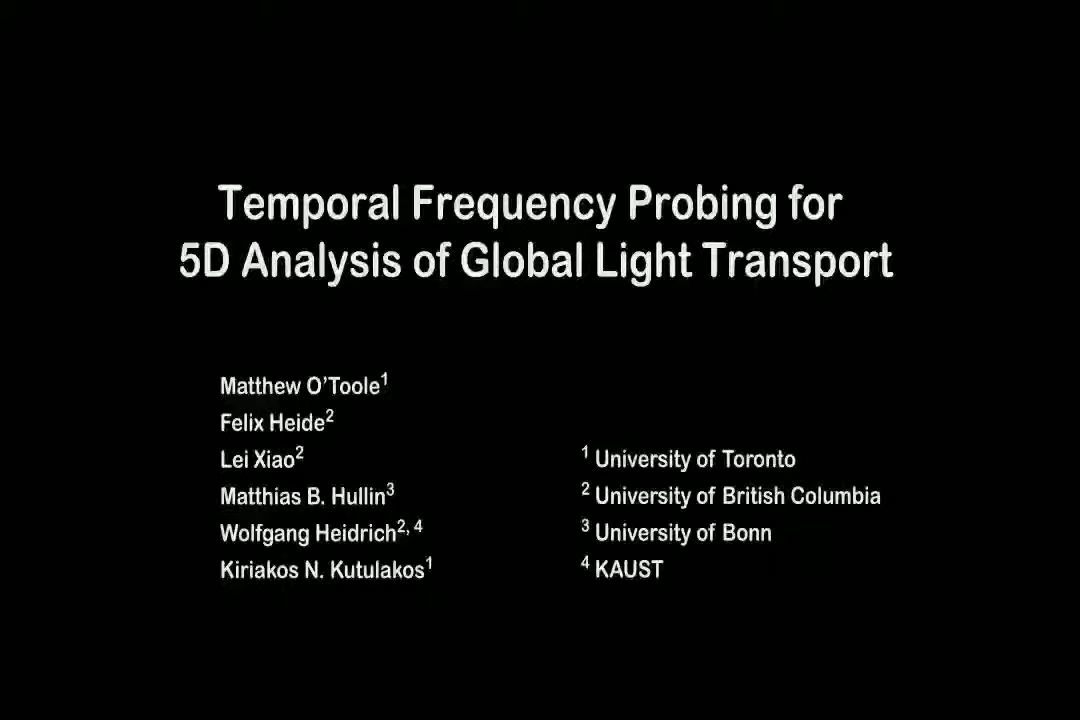 Temporal Frequency Probing for
5D Analysis of Global Light Transport
Matthew O’Toole¹
Felix Heide²
Lei Xiao²
Matthias B. Hullin³
Wolfgang Heidrich², ⁴
Kiriakos N. Kutulakos¹
¹ University of Toronto
² University of British Columbia
³ University of Bonn
⁴ KAUST